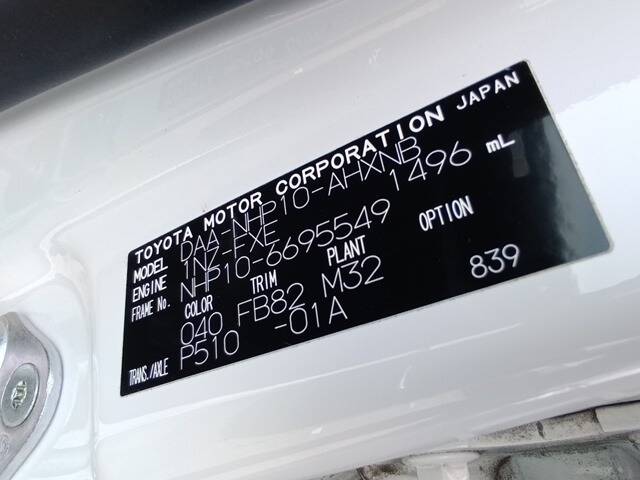 TOYOTA MOTOR CORPORATION JAPAN
MODEL DAA-NHP10-AHXNB
ENGINE 1NZ-FXE 1496 mL
FRAME No. NHP10-6695549
COLOR TRIM PLANT OPTION
040 FB82 M32 839
TRANS./AXLE P510 -01A